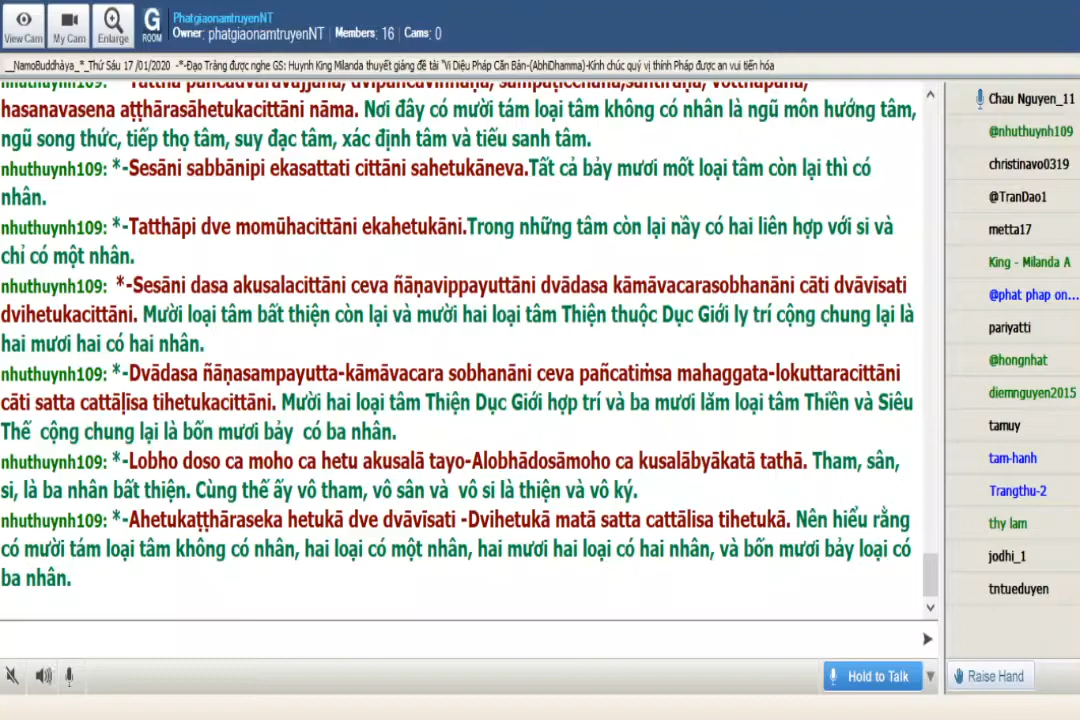 PhatgiaonamtruyenNT
Owner: phatgiaonamtruyenNT | Members: 16 | Cams: 0
View Cam My Cam Enlarge G ROOM
__NamoBuddhàya_*_Thứ Sáu 17 /01/2020 -*-Đạo Tràng được nghe GS: Huynh King Milanda thuyết giảng đề tài "Vi Diệu Pháp Căn Bản-(AbhiDhamma)-Kính chúc quý vị thính Pháp được an vui tiến hóa
nhuthuynh109: *-Tattha pañcadvārāvajjana, dvipañcaviññāṇa, sampaṭicchana,santīraṇa, voṭṭhapana,
hasanavasena aṭṭhārasāhetukacittāni nāma. Nơi đây có mười tám loại tâm không có nhân là ngũ môn hướng tâm,
ngũ song thức, tiếp thọ tâm, suy đạc tâm, xác định tâm và tiếu sanh tâm.
nhuthuynh109: *-Sesāni sabbānipi ekasattati cittāni sahetukāneva.Tất cả bảy mươi mốt loại tâm còn lại thì có
nhân.
nhuthuynh109: *-Tatthāpi dve momūhacittāni ekahetukāni.Trong những tâm còn lại nầy có hai liên hợp với si và
chỉ có một nhân.
nhuthuynh109: *-Sesāni dasa akusalacittāni ceva ñāṇavippayuttāni dvādasa kāmāvacarasobhanāni cāti dvāvīsati
dvihetukacittāni. Mười loại tâm bất thiện còn lại và mười hai loại tâm Thiện thuộc Dục Giới ly trí cộng chung lại là
hai mươi hai có hai nhân.
nhuthuynh109: *-Dvādasa ñāṇasampayutta-kāmāvacara sobhanāni ceva pañcatiṁsa mahaggata-lokuttaracittāni
cāti satta cattāḷīsa tihetukacittāni. Mười hai loại tâm Thiện Dục Giới hợp trí và ba mươi lăm loại tâm Thiền và Siêu
Thế cộng chung lại là bốn mươi bảy có ba nhân.
nhuthuynh109: *-Lobho doso ca moho ca hetu akusalā tayo-Alobhādosāmoho ca kusalābyākatā tathā. Tham, sân,
si, là ba nhân bất thiện. Cùng thế ấy vô tham, vô sân và vô si là thiện và vô ký.
nhuthuynh109: *-Ahetukaṭṭhāraseka hetukā dve dvāvīsati -Dvihetukā matā satta cattālisa tihetukā. Nên hiểu rằng
có mười tám loại tâm không có nhân, hai loại có một nhân, hai mươi hai loại có hai nhân, và bốn mươi bảy loại có
ba nhân.
Hold to Talk
Chau Nguyen_11
@nhuthuynh109
christinavo0319
@TranDao1
metta17
King - Milanda A
@phat phap on...
pariyatti
@hongnhat
diemnguyen2015
tamuy
tam-hanh
Trangthu-2
thy lam
jodhi_1
tntueduyen
Raise Hand